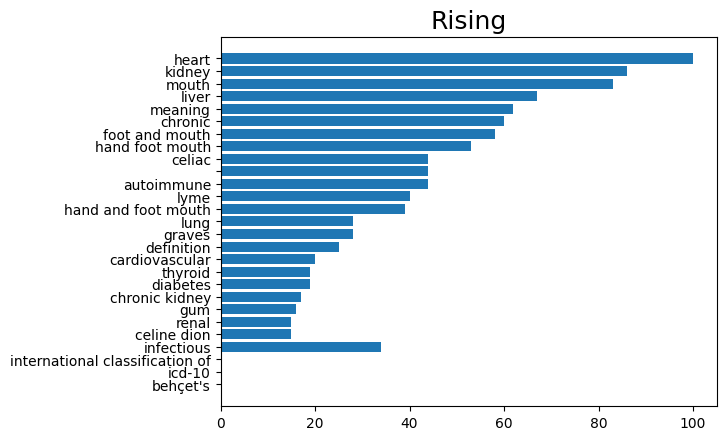 Rising
heart
kidney
mouth
liver
meaning
chronic
foot and mouth
hand foot mouth
celiac
autoimmune
lyme
hand and foot mouth
lung
graves
definition
cardiovascular
thyroid
diabetes
chronic kidney
gum
renal
celine dion
infectious
international classification of
icd-10
behçet's
0 20 40 60 80 100